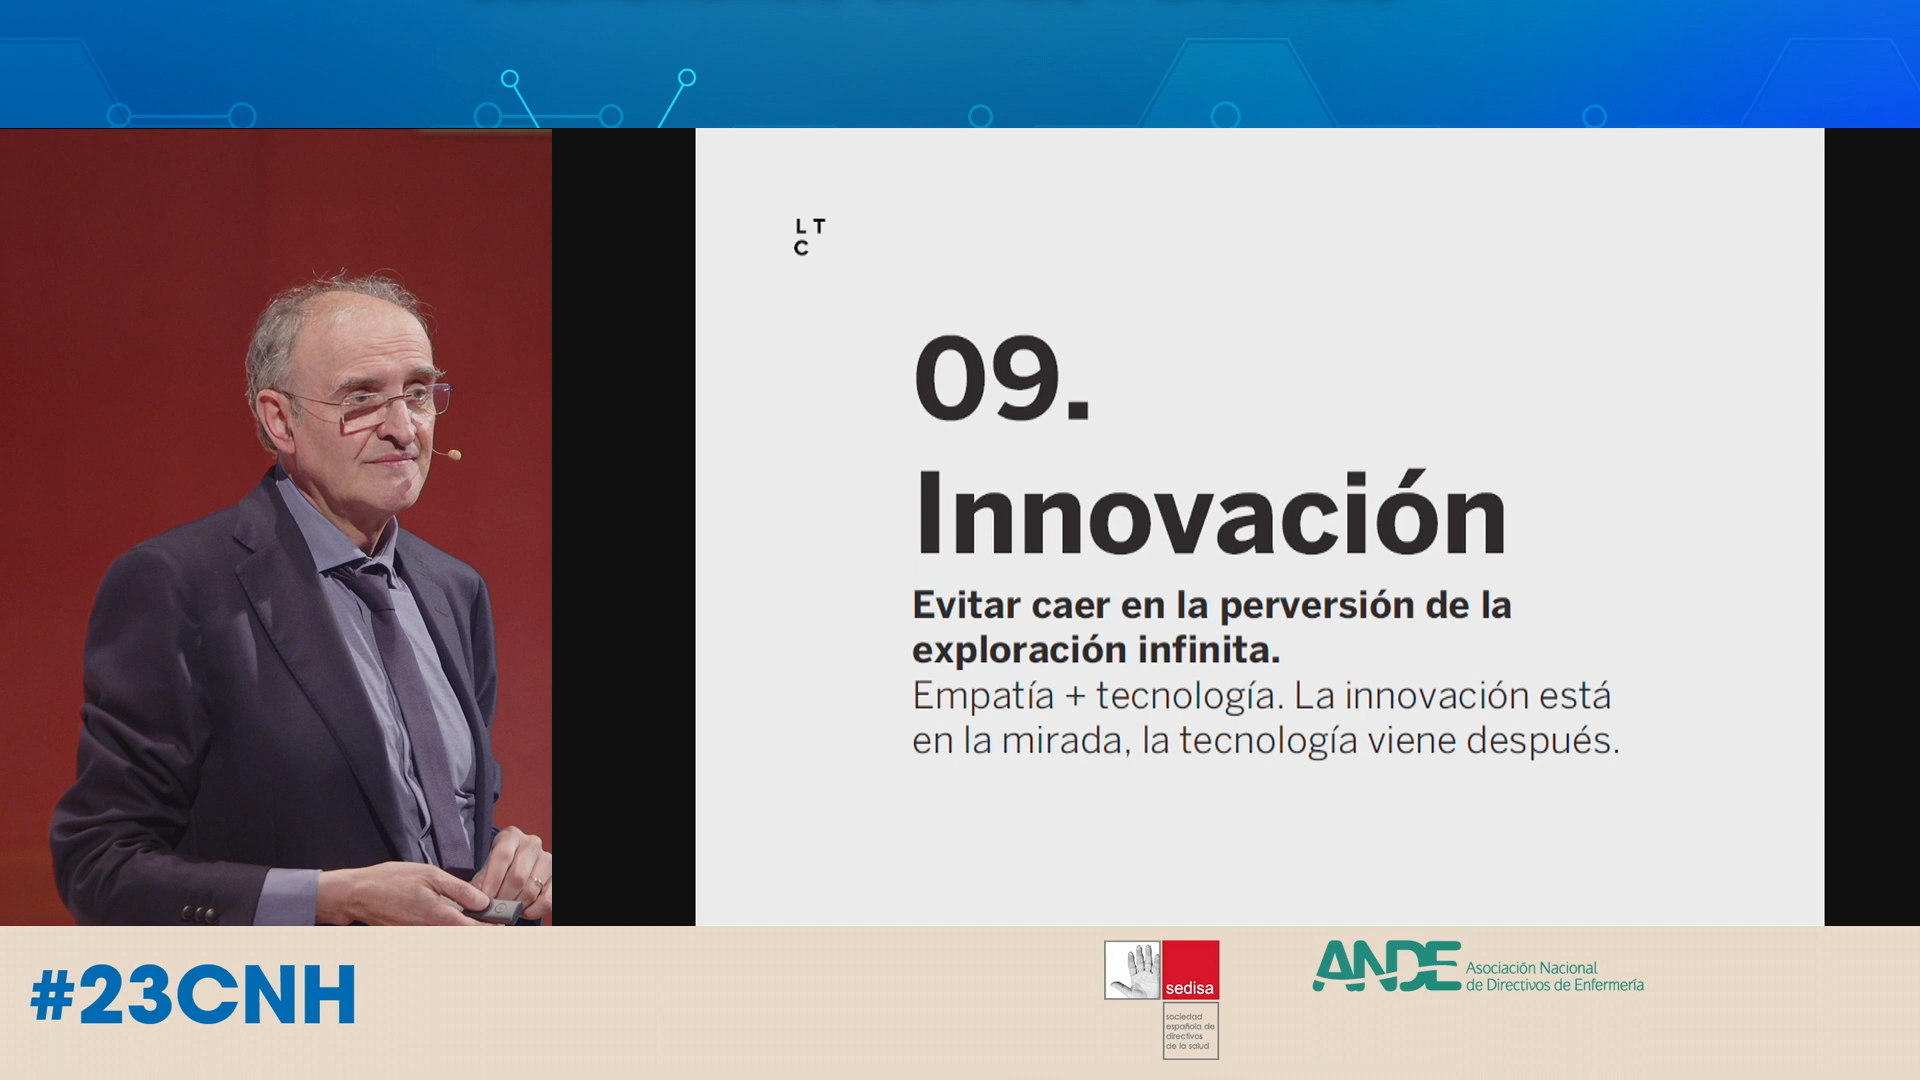 L T
C
09.
Innovación
Evitar caer en la perversión de la
exploración infinita.
Empatía + tecnología. La innovación está
en la mirada, la tecnología viene después.
#23CNH
sedisa
sociedad
española de
directivos
de la salud
ANDE
Asociación Nacional
de Directivos de Enfermería